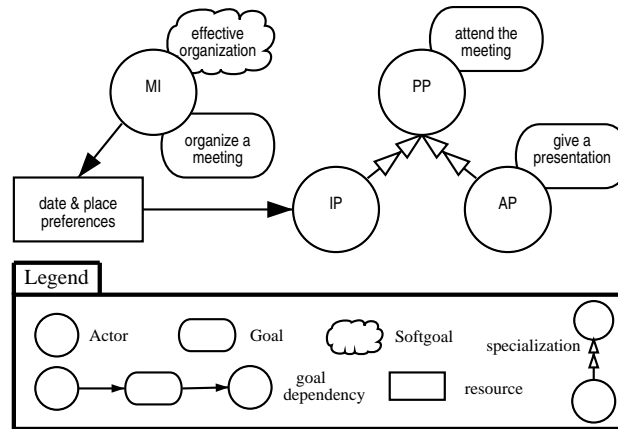 effective
organization
MI
organize a
meeting
date & place
preferences
attend the
meeting
PP
give a
presentation
IP
AP
Legend
Actor
Goal
Softgoal
specialization
goal
dependency
resource